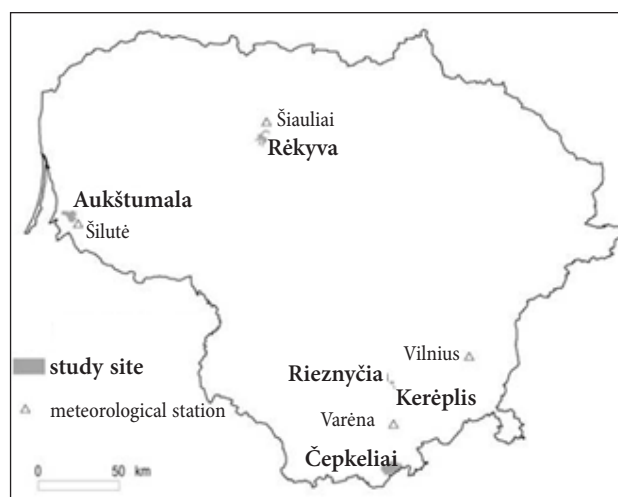 Šiauliai
Rėkyva
Aukštumala
Šilutė
Vilnius
Rieznyčia
Kerėplis
Varėna
Čepkeliai
study site
meteorological station
0 50 km